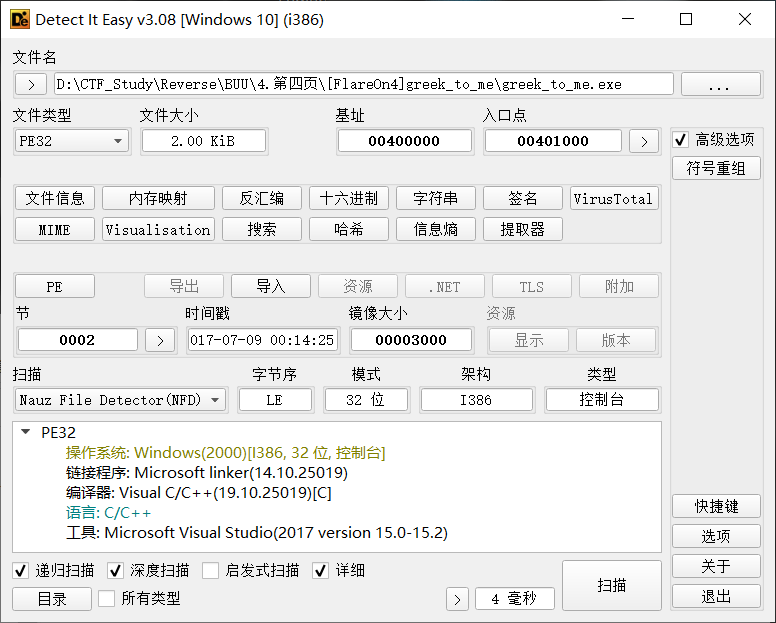 Detect It Easy v3.08 [Windows 10] (i386)
文件名
> D:\CTF_Study\Reverse\BUU\4.第四页\[FlareOn4]greek_to_me\greek_to_me.exe ...
文件类型 文件大小 基址 入口点
PE32 2.00 KiB 00400000 00401000 > 高级选项
符号重组
文件信息 内存映射 反汇编 十六进制 字符串 签名 VirusTotal
MIME Visualisation 搜索 哈希 信息熵 提取器
PE 导出 导入 资源 .NET TLS 附加
节 时间戳 镜像大小 资源
0002 > 017-07-09 00:14:25 00003000 显示 版本
扫描 字节序 模式 架构 类型
Nauz File Detector(NFD) LE 32 位 I386 控制台
PE32
操作系统: Windows(2000)[I386, 32 位, 控制台]
链接程序: Microsoft linker(14.10.25019)
编译器: Visual C/C++(19.10.25019)[C]
语言: C/C++
工具: Microsoft Visual Studio(2017 version 15.0-15.2)
快捷键
选项
关于
退出
递归扫描 深度扫描 启发式扫描 详细
目录 所有类型 > 4 毫秒 扫描